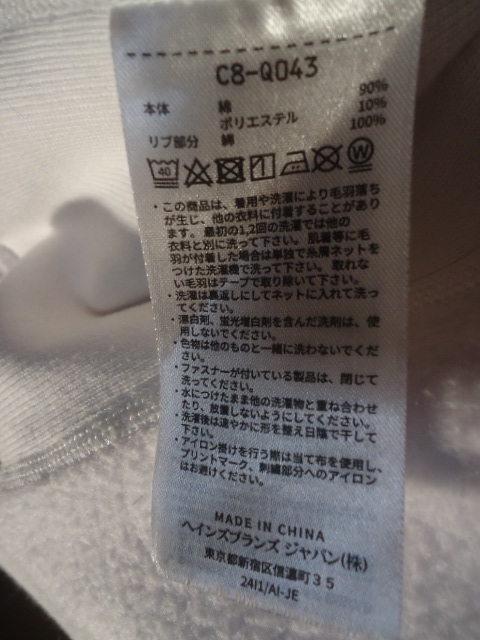 C8-Q043
本体 綿 90%
ポリエステル 10%
リブ部分 綿 100%
40 W
・この商品は、着用や洗濯により毛羽落ち
が生じ、他の衣料に付着することがあり
ます。最初の1,2回の洗濯では他の
衣料と別に洗って下さい。肌着等に毛
羽が付着した場合は単独で糸屑ネットを
つけた洗濯機で洗って下さい。取れな
い毛羽はテープで取り除いて下さい。
・洗濯は裏返しにしてネットに入れて洗っ
てください。
・漂白剤、蛍光増白剤を含んだ洗剤は、使
用しないでください。
・色物は他のものと一緒に洗わないでくだ
さい。
・ファスナーが付いている製品は、閉じて
洗ってください。
・水につけたまま他の洗濯物と重ね合わせ
たり、放置しないようにしてください。
・洗濯後は速やかに形を整え日陰で干して
下さい。
・アイロン掛けを行う際は当て布を使用し、
プリントマーク、刺繍部分へのアイロン
はお避けください。
MADE IN CHINA
ヘインズブランズ ジャパン(株)
東京都新宿区信濃町35
24I1/AI-JE